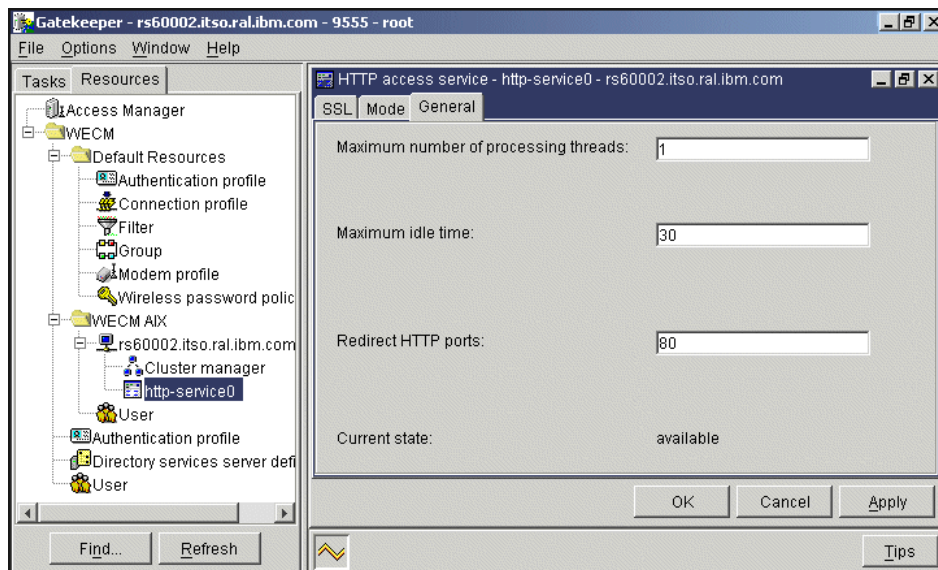 Gatekeeper - rs60002.itso.ral.ibm.com - 9555 - root
File Options Window Help
Tasks Resources
Access Manager
WECM
Default Resources
Authentication profile
Connection profile
Filter
Group
Modem profile
Wireless password polic
WECM AIX
rs60002.itso.ral.ibm.com
Cluster manager
http-service0
User
Authentication profile
Directory services server defi
User
Find... Refresh
HTTP access service - http-service0 - rs60002.itso.ral.ibm.com
SSL Mode General
Maximum number of processing threads: 1
Maximum idle time: 30
Redirect HTTP ports: 80
Current state: available
OK Cancel Apply
Tips